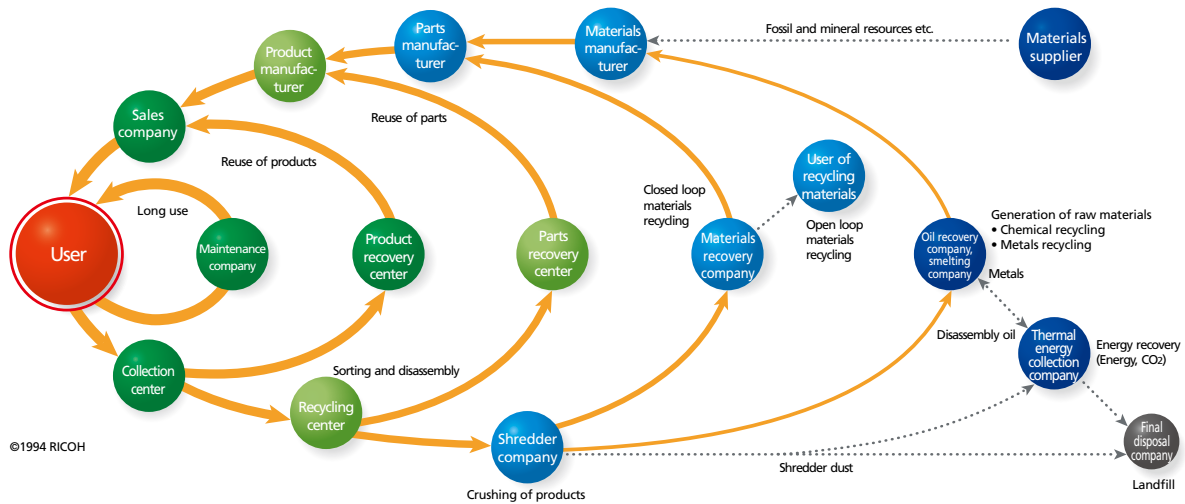 Materials
manufacturer
Fossil and mineral resources etc.
Materials
supplier
Parts
manufac-
turer
Product
manufac-
turer
Sales
company
Reuse of parts
Reuse of products
User of
recycling
materials
Closed loop
materials
recycling
Long use
Open loop
materials
recycling
Generation of raw materials
• Chemical recycling
• Metals recycling
User
Maintenance
company
Product
recovery
center
Parts
recovery
center
Materials
recovery
company
Oil recovery
company,
smelting
company
Metals
Disassembly oil
Thermal
energy
collection
company
Energy recovery
(Energy, CO2)
Collection
center
Sorting and disassembly
Recycling
center
Shredder
company
Final
disposal
company
©1994 RICOH
Shredder dust
Landfill
Crushing of products